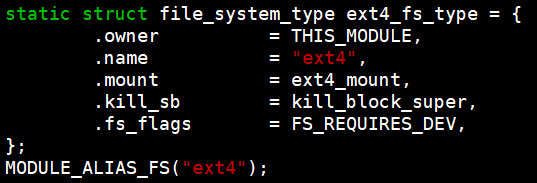 static struct file_system_type ext4_fs_type = {
        .owner          = THIS_MODULE,
        .name           = "ext4",
        .mount          = ext4_mount,
        .kill_sb        = kill_block_super,
        .fs_flags       = FS_REQUIRES_DEV,
};
MODULE_ALIAS_FS("ext4");